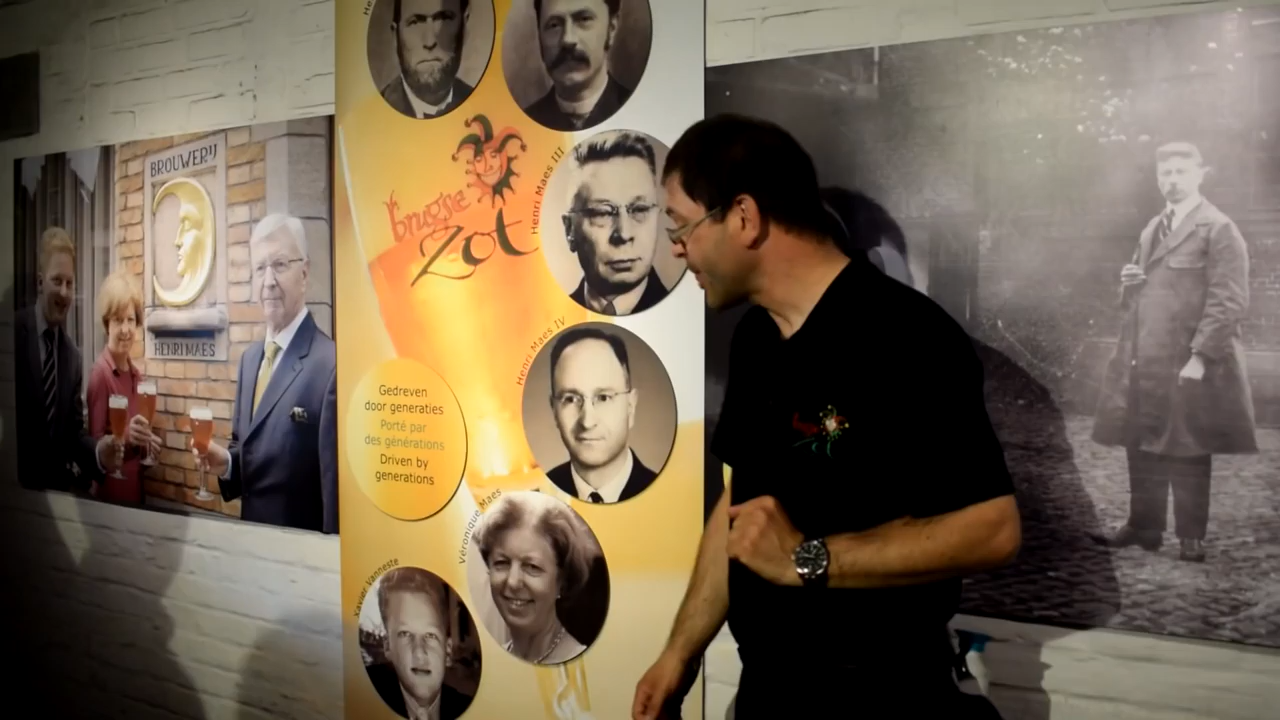 BROUWERIJ
HENRI MAES
brugse
zot
Henri Maes III
Henri Maes IV
Gedreven
door generaties
Porté par
des générations
Driven by
generations
Véronique Maes
Xavier Vanneste